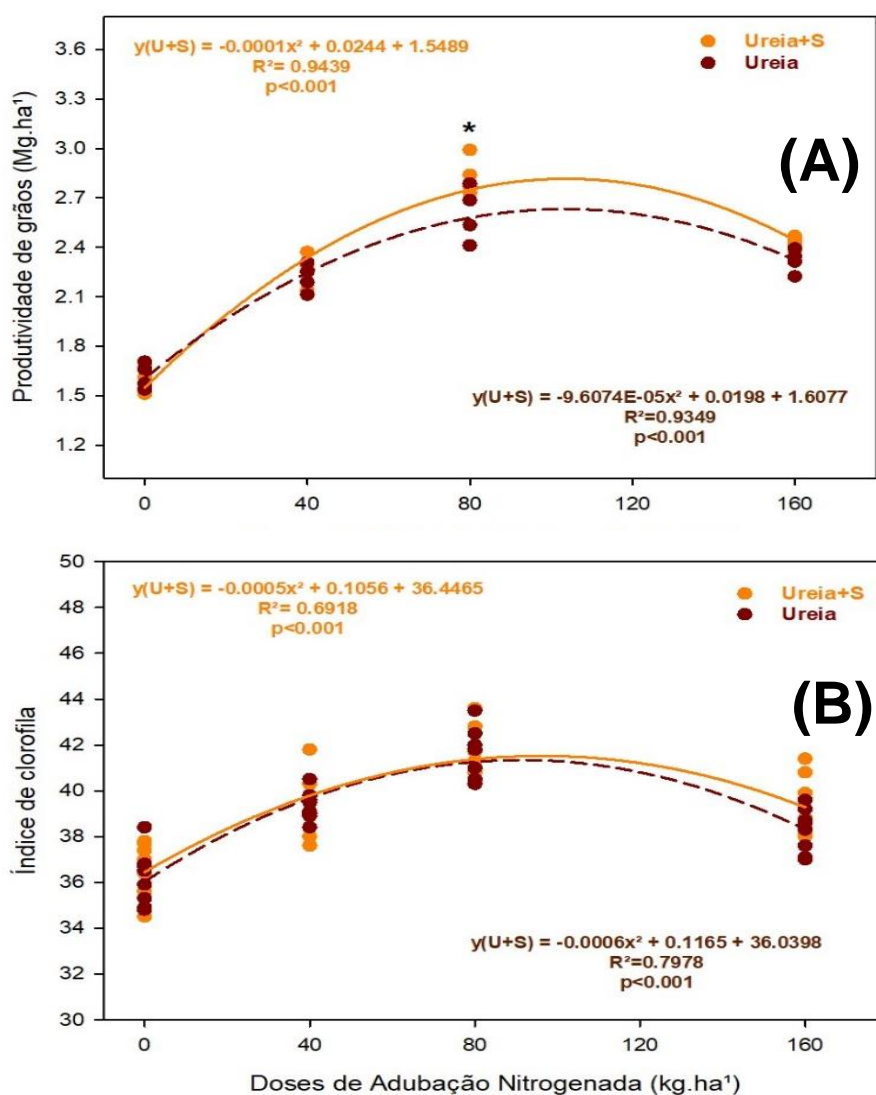 y(U+S) = -0.0001x² + 0.0244 + 1.5489
R²= 0.9439
p<0.001
Ureia+S
Ureia
*
(A)
Produtividade de grãos (Mg.ha¹)
3.6
3.3
3.0
2.7
2.4
2.1
1.8
1.5
1.2
y(U+S) = -9.6074E-05x² + 0.0198 + 1.6077
R²=0.9349
p<0.001
0 40 80 120 160
y(U+S) = -0.0005x² + 0.1056 + 36.4465
R²= 0.6918
p<0.001
Ureia+S
Ureia
(B)
Índice de clorofila
50
48
46
44
42
40
38
36
34
32
30
y(U+S) = -0.0006x² + 0.1165 + 36.0398
R²=0.7978
p<0.001
0 40 80 120 160
Doses de Adubação Nitrogenada (kg.ha¹)